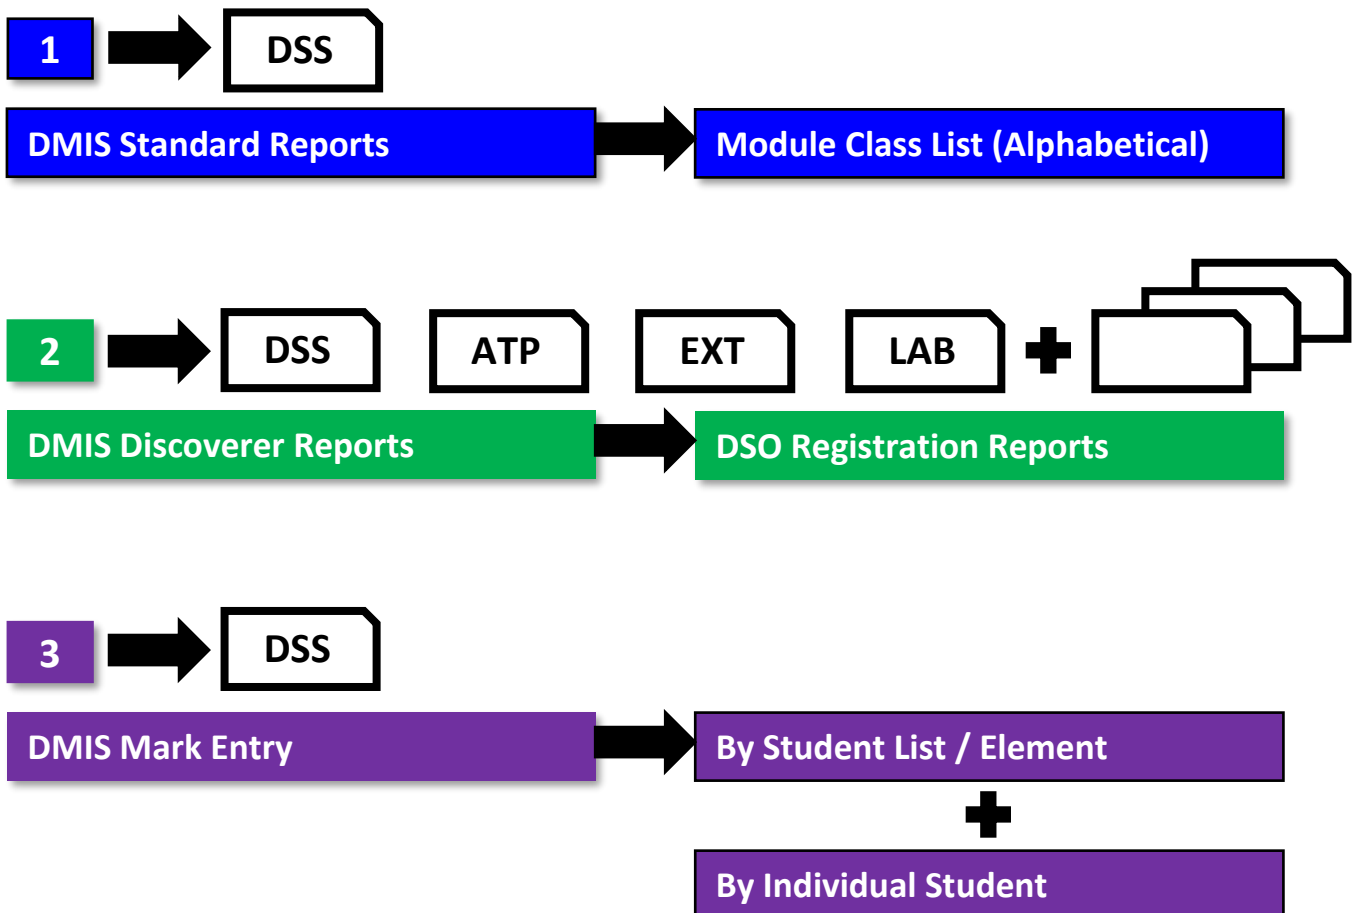 1
DSS
DMIS Standard Reports
Module Class List (Alphabetical)
2
DSS
ATP
EXT
LAB
DMIS Discoverer Reports
DSO Registration Reports
3
DSS
DMIS Mark Entry
By Student List / Element
By Individual Student